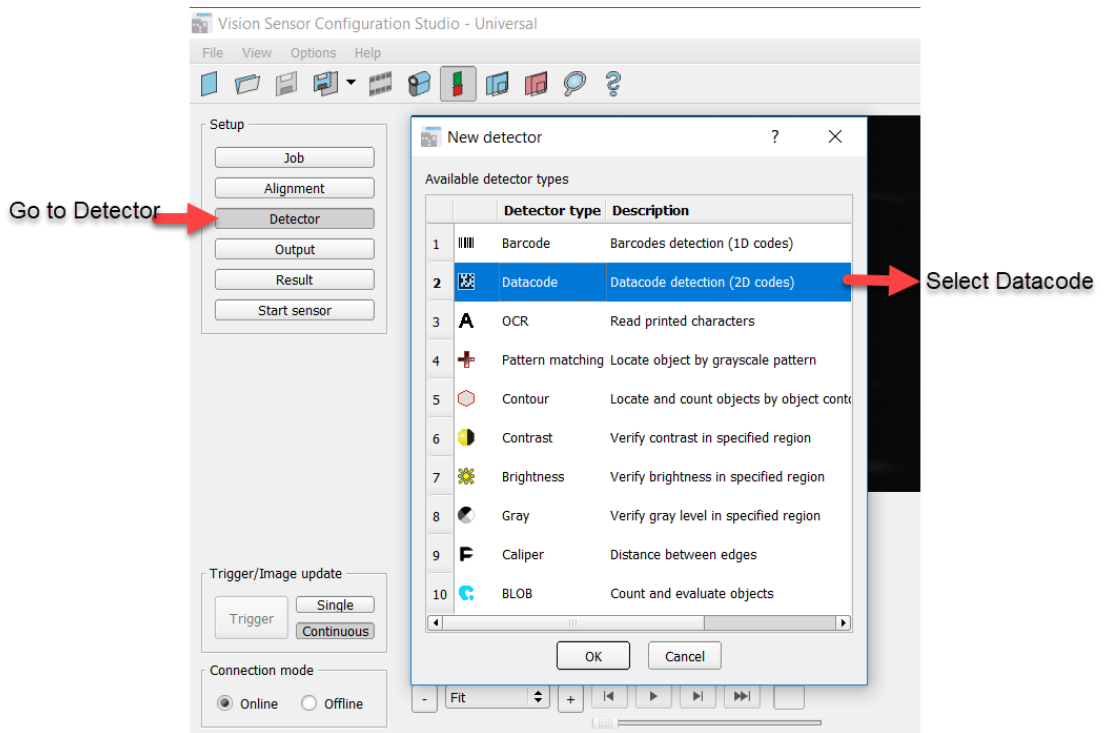 Vision Sensor Configuration Studio - Universal
File View Options Help
Setup
Job
Alignment
Go to Detector
Detector
Output
Result
Start sensor
New detector ? ×
Available detector types
Detector type Description
1 Barcode Barcodes detection (1D codes)
2 Datacode Datacode detection (2D codes)
Select Datacode
3 OCR Read printed characters
4 Pattern matching Locate object by grayscale pattern
5 Contour Locate and count objects by object conto
6 Contrast Verify contrast in specified region
7 Brightness Verify brightness in specified region
8 Gray Verify gray level in specified region
9 Caliper Distance between edges
10 BLOB Count and evaluate objects
OK Cancel
Trigger/Image update
Trigger
Single
Continuous
Connection mode
Online Offline
- Fit +